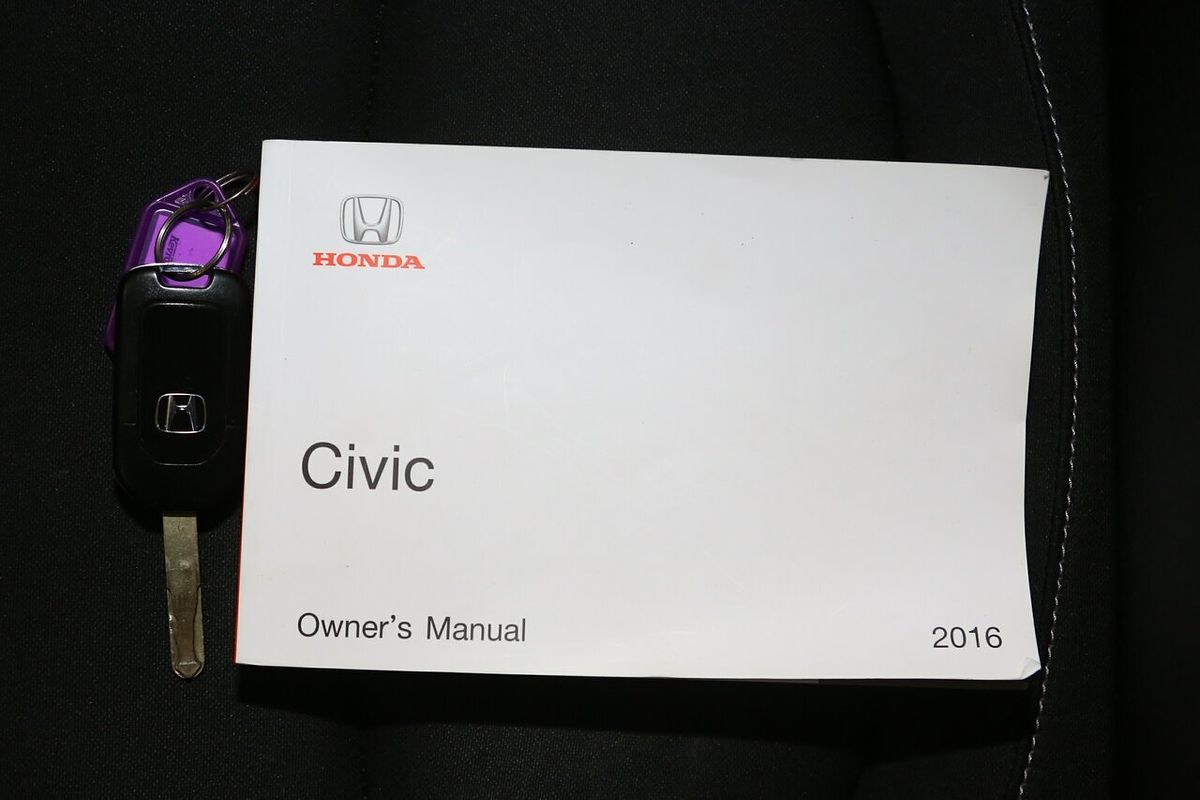 HONDA
Civic
Owner's Manual
2016